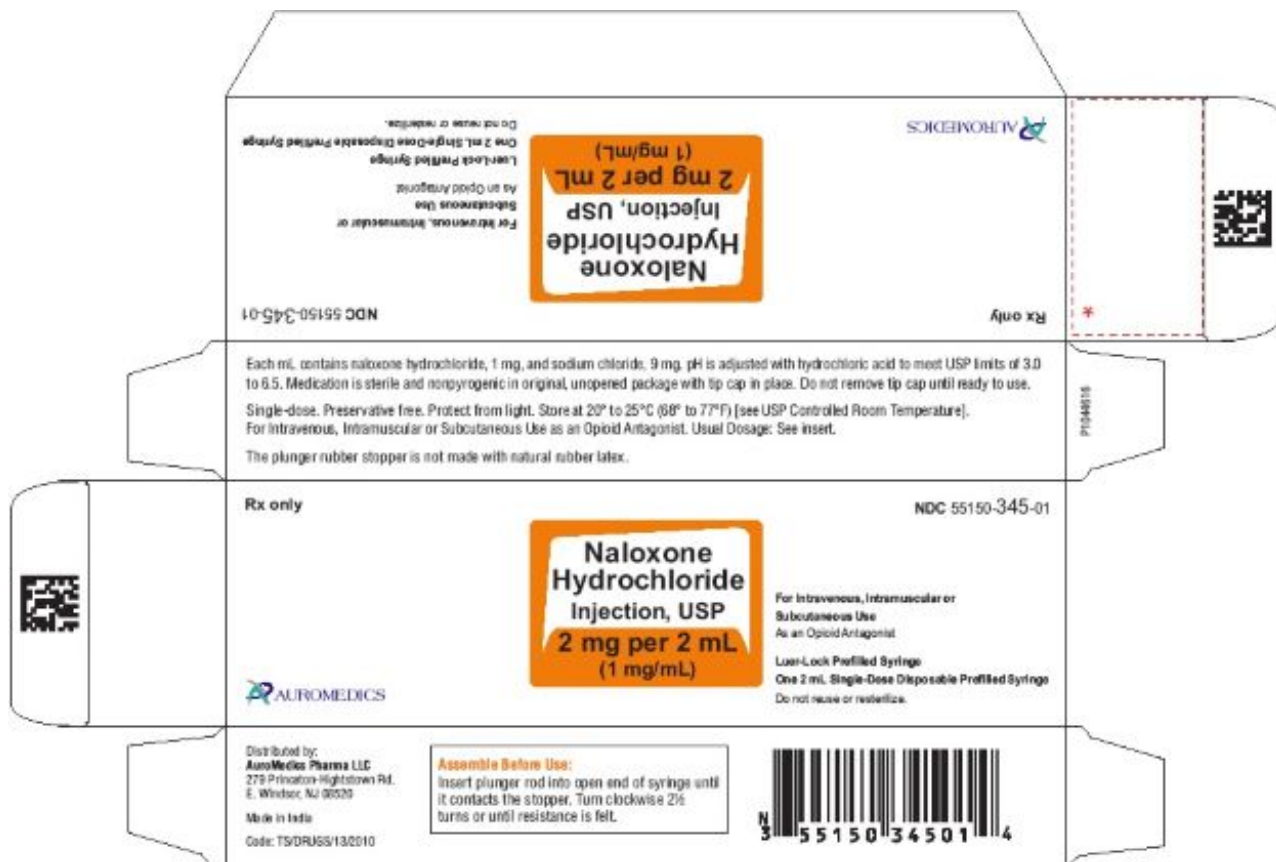 AUROMEDICS
Do not reuse or resterilize.
One 2 mL Single-Dose Disposable Prefilled Syringe
Luer-Lock Prefilled Syringe
As an Opioid Antagonist
Subcutaneous Use
For Intravenous, Intramuscular or
(1 mg/mL)
2 mg per 2 mL
Injection, USP
Hydrochloride
Naloxone
NDC 55150-345-01
Rx only
*
Each mL contains naloxone hydrochloride, 1 mg, and sodium chloride, 9 mg, pH is adjusted with hydrochloric acid to meet USP limits of 3.0
to 6.5. Medication is sterile and nonpyrogenic in original, unopened package with tip cap in place. Do not remove tip cap until ready to use.
Single-dose. Preservative free. Protect from light. Store at 20° to 25°C (68° to 77°F) [see USP Controlled Room Temperature].
For Intravenous, Intramuscular or Subcutaneous Use as an Opioid Antagonist. Usual Dosage: See insert.
The plunger rubber stopper is not made with natural rubber latex.
Rx only
NDC 55150-345-01
Naloxone
Hydrochloride
Injection, USP
2 mg per 2 mL
(1 mg/mL)
For Intravenous, Intramuscular or
Subcutaneous Use
As an Opioid Antagonist
Luer-Lock Prefilled Syringe
One 2 mL Single-Dose Disposable Prefilled Syringe
Do not reuse or resterilize.
AUROMEDICS
Distributed by:
AuroMedics Pharma LLC
279 Princeton-Hightstown Rd.
E. Windsor, NJ 08520
Made in India
Code: TS/DRUGS/13/2010
Assemble Before Use:
Insert plunger rod into open end of syringe until
it contacts the stopper. Turn clockwise 2½
turns or until resistance is felt.
N
3 55150 34501 4